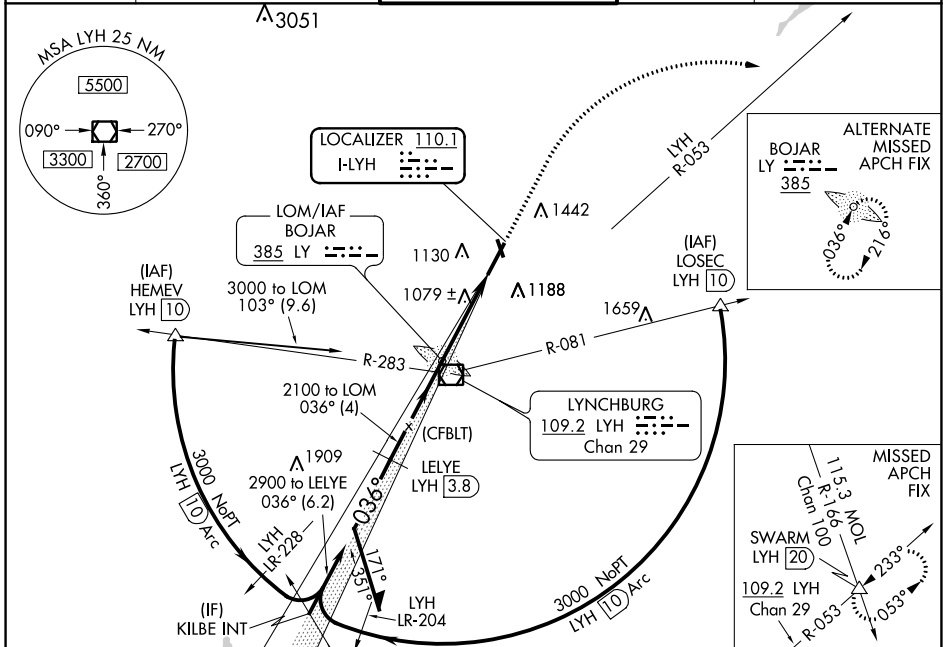 3051
MSA LYH 25 NM
5500
090°
270°
3300
2700
360°
LOCALIZER 110.1
I-LYH
LYH
R-053
ALTERNATE
MISSED
APCH FIX
BOJAR
LY
385
036°
216°
1442
LOM/IAF
BOJAR
385 LY
1130
1079 ±
1188
(IAF)
LOSEC
LYH 10
(IAF)
HEMEV
LYH 10
3000 to LOM
103° (9.6)
1659
R-081
R-283
2100 to LOM
036° (4)
LYNCHBURG
109.2 LYH
Chan 29
(CFBLT)
LELYE
LYH 3.8
1909
2900 to LELYE
036° (6.2)
036°
3000 NoPT
LYH 10 Arc
LYH
LR-228
171°
351°
LYH
LR-204
3000 NoPT
LYH 10 Arc
(IF)
KILBE INT
MISSED
APCH
FIX
115.3 MOL
R-166
Chan 100
SWARM
LYH 20
109.2 LYH
Chan 29
233°
053°
R-053